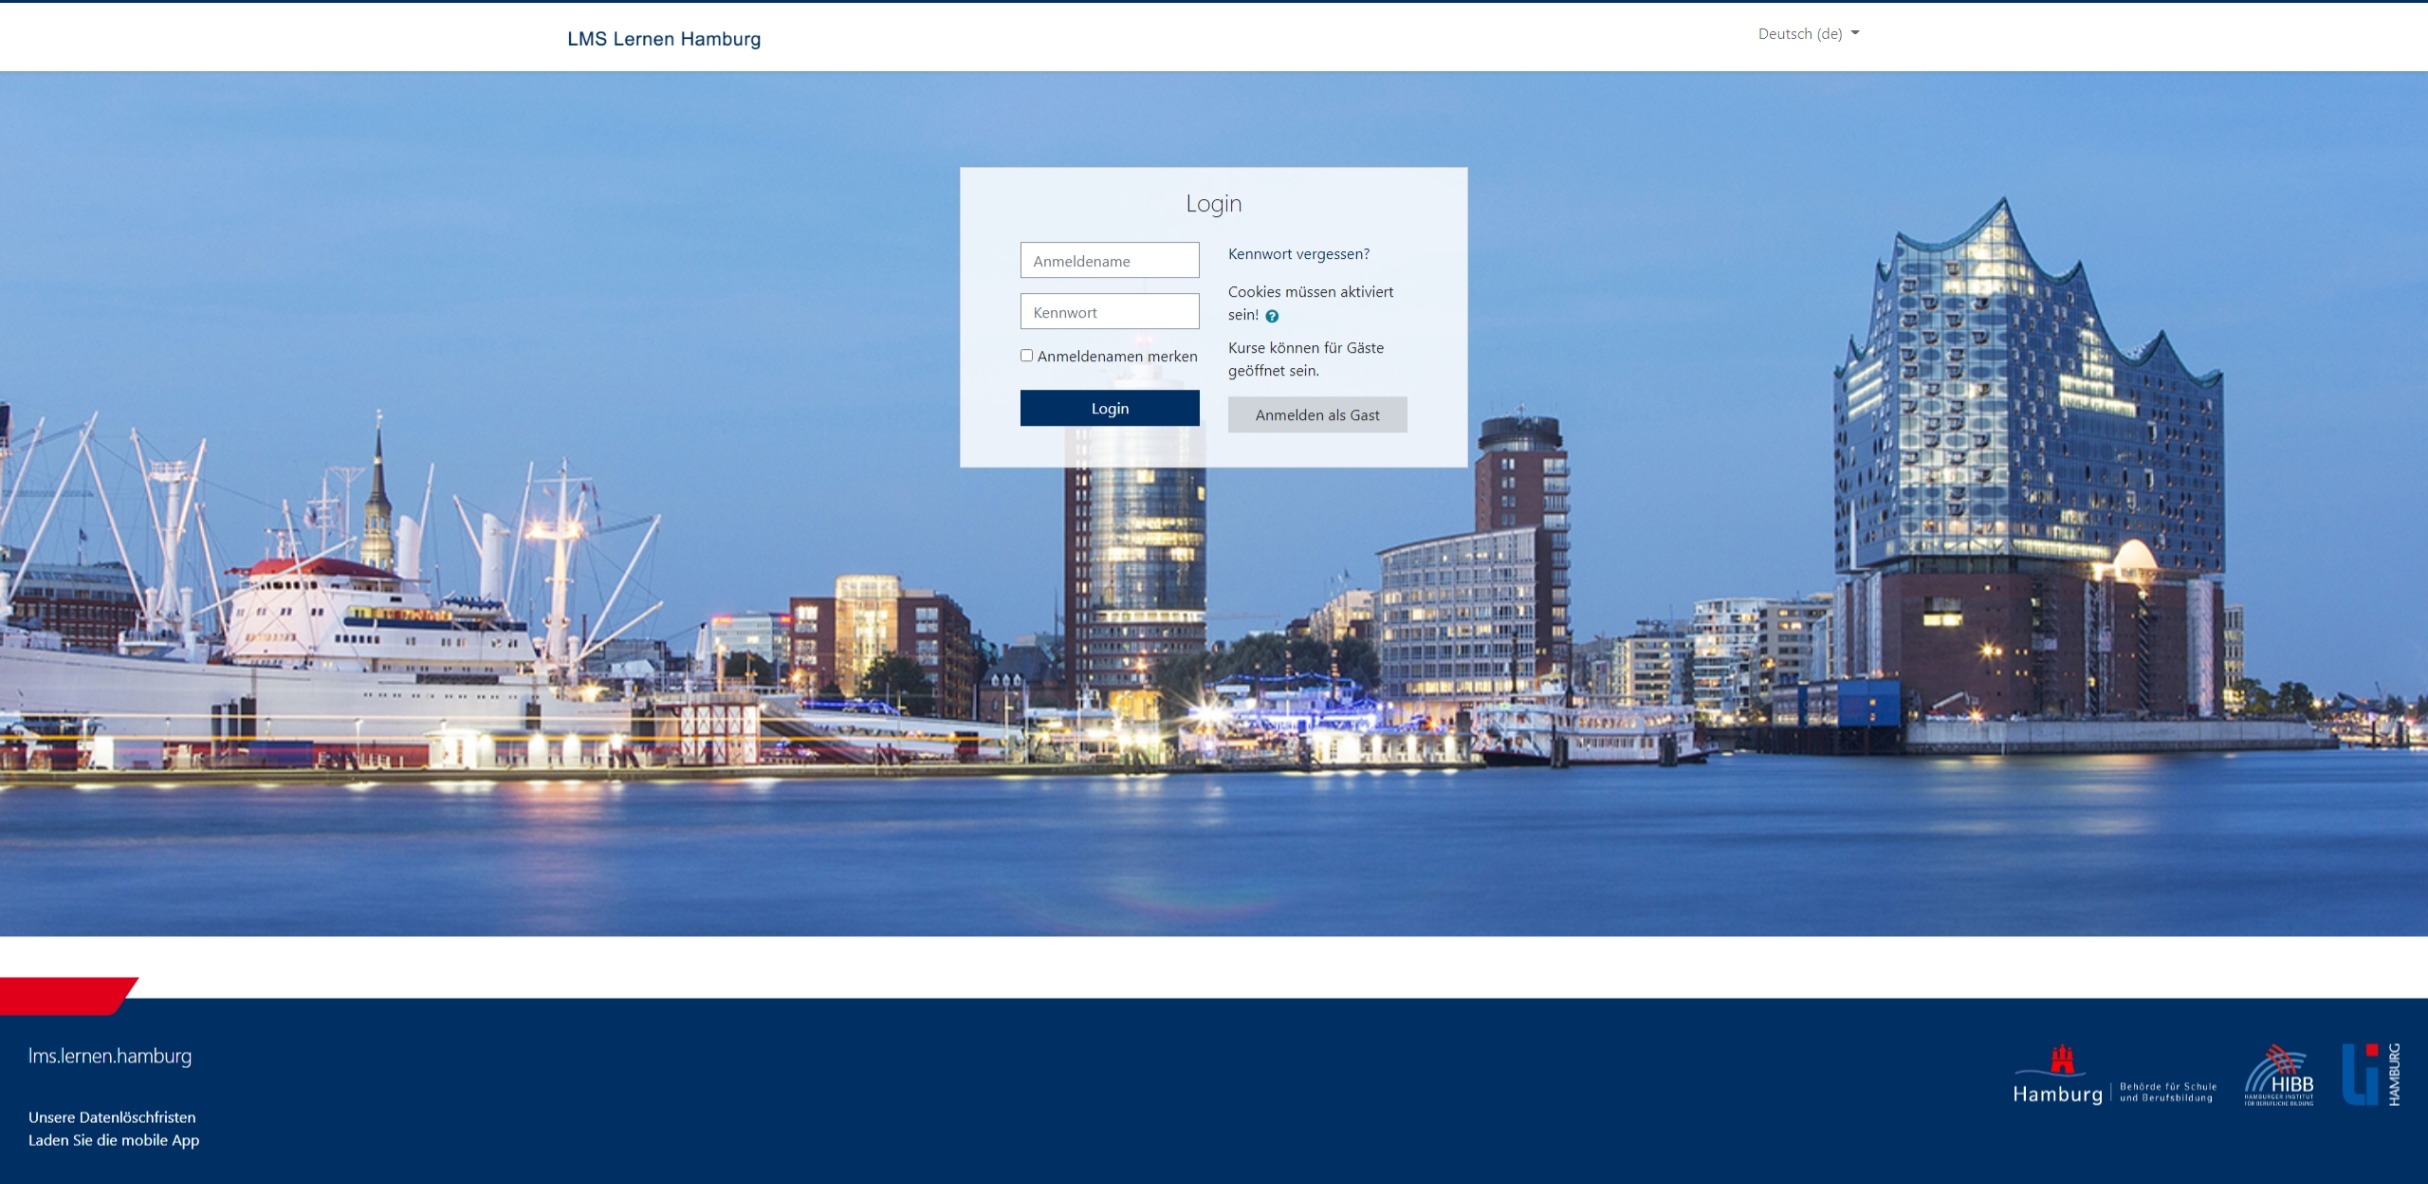 LMS Lernen Hamburg
Deutsch (de)
Login
Anmeldename
Kennwort
Anmeldenamen merken
Login
Kennwort vergessen?
Cookies müssen aktiviert
sein!
Kurse können für Gäste
geöffnet sein.
Anmelden als Gast
lms.lernen.hamburg
Unsere Datenlöschfristen
Laden Sie die mobile App
Hamburg
Behörde für Schule
und Berufsbildung
HIBB
HAMBURGER INSTITUT
FÜR BERUFLICHE BILDUNG
Li
HAMBURG